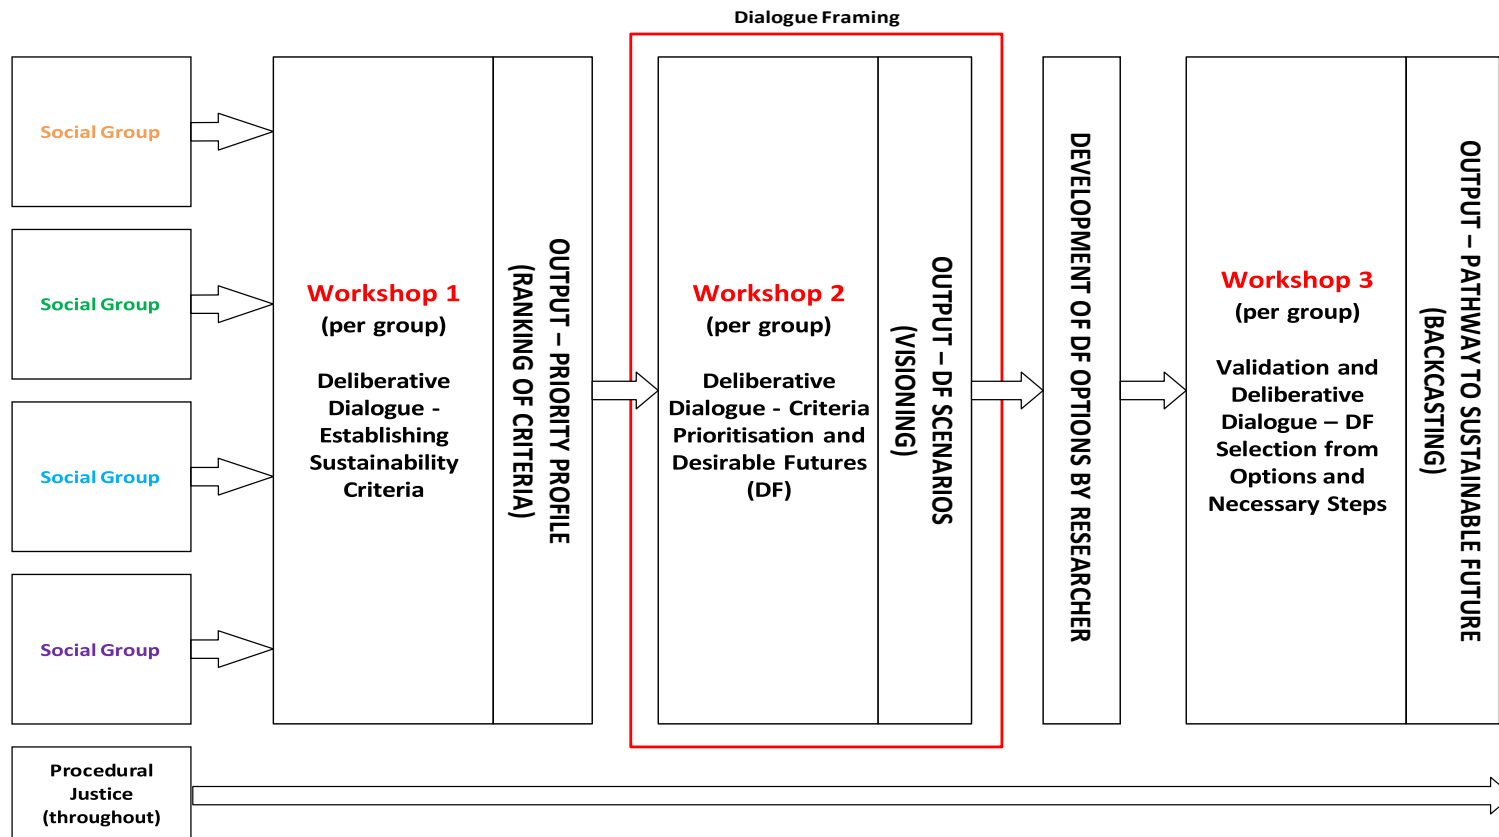 Dialogue Framing
Social Group
Social Group
Social Group
Social Group
Workshop 1
(per group)
Deliberative
Dialogue -
Establishing
Sustainability
Criteria
OUTPUT – PRIORITY PROFILE
(RANKING OF CRITERIA)
Workshop 2
(per group)
Deliberative
Dialogue - Criteria
Prioritisation and
Desirable Futures
(DF)
OUTPUT – DF SCENARIOS
(VISIONING)
DEVELOPMENT OF DF OPTIONS BY RESEARCHER
Workshop 3
(per group)
Validation and
Deliberative
Dialogue – DF
Selection from
Options and
Necessary Steps
OUTPUT – PATHWAY TO SUSTAINABLE FUTURE
(BACKCASTING)
Procedural
Justice
(throughout)